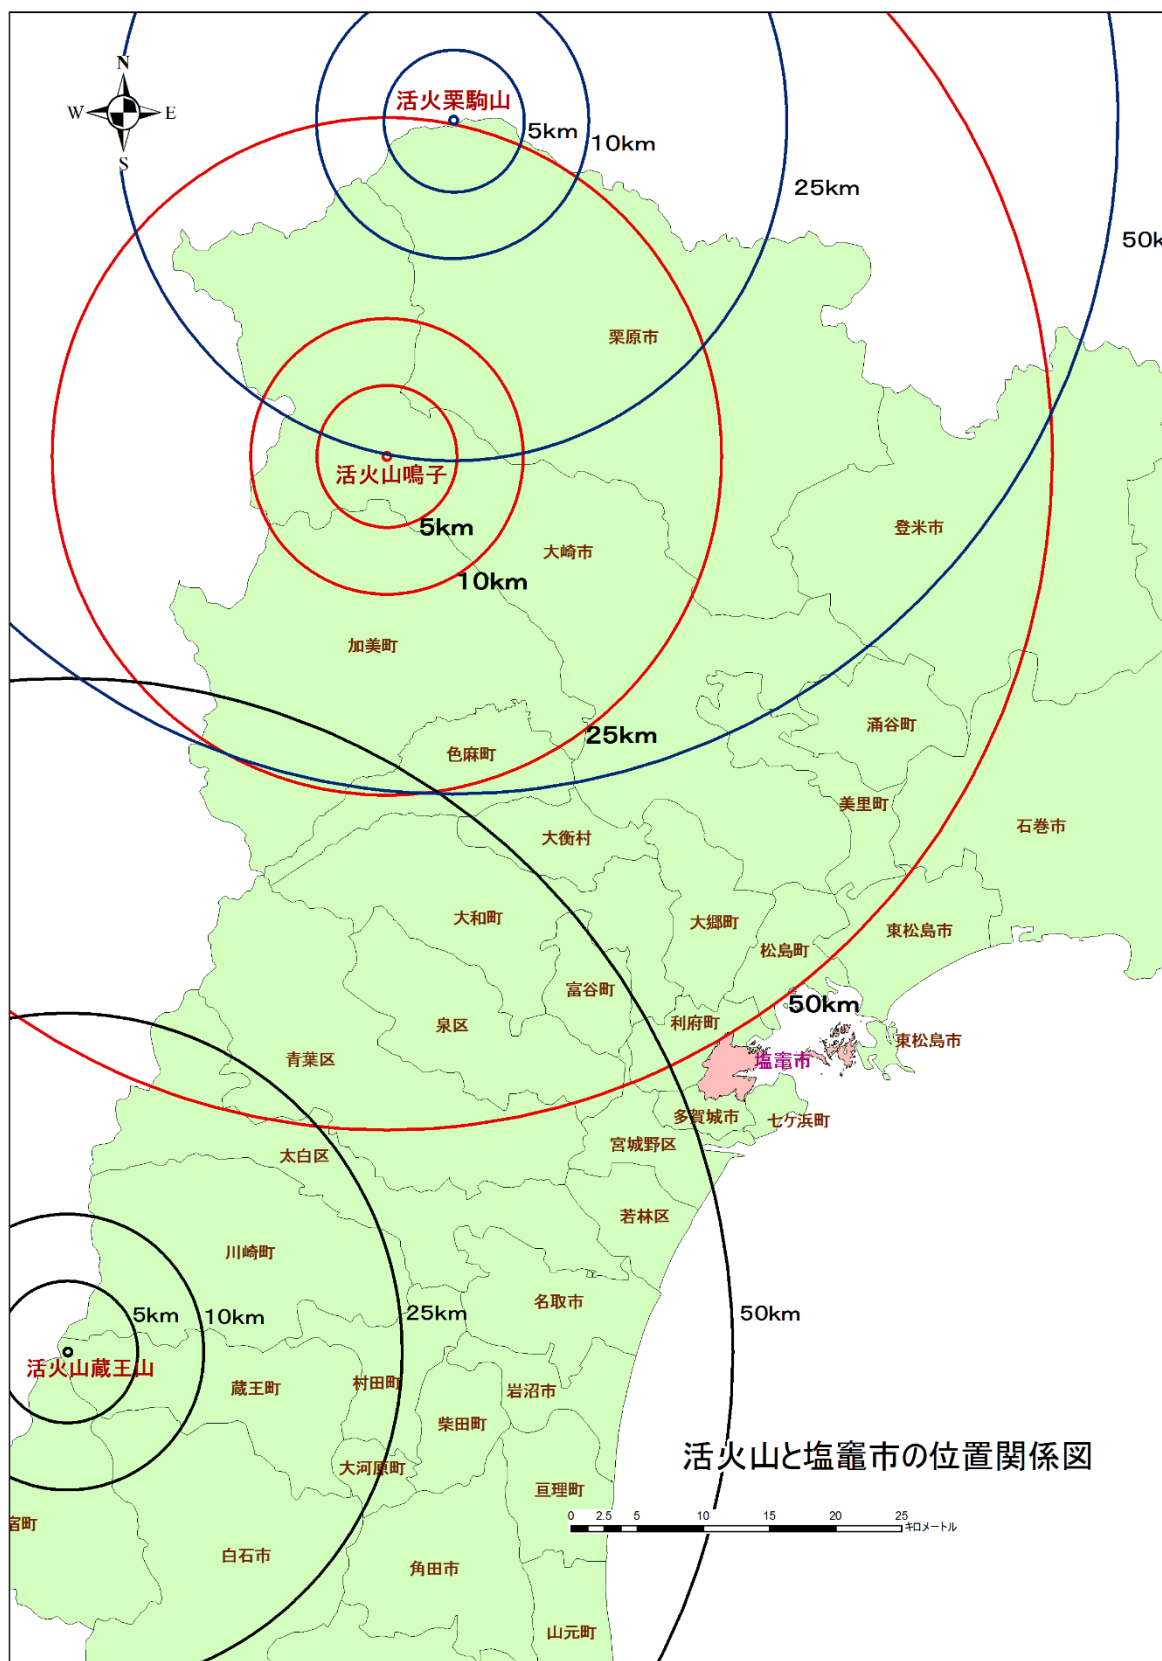 N
W
E
S
活火栗駒山
5km
10km
25km
50k
栗原市
活火山鳴子
5km
10km
大崎市
登米市
加美町
25km
色麻町
涌谷町
美里町
大衡村
石巻市
大和町
大郷町
松島町
東松島市
富谷町
50km
泉区
利府町
青葉区
塩竈市
東松島市
多賀城市
七ケ浜町
宮城野区
太白区
若林区
川崎町
名取市
5km
10km
25km
50km
活火山蔵王山
蔵王町
村田町
岩沼市
柴田町
活火山と塩竈市の位置関係図
大河原町
亘理町
0 2.5 5 10 15 20 25
キロメートル
宿町
白石市
角田市
山元町